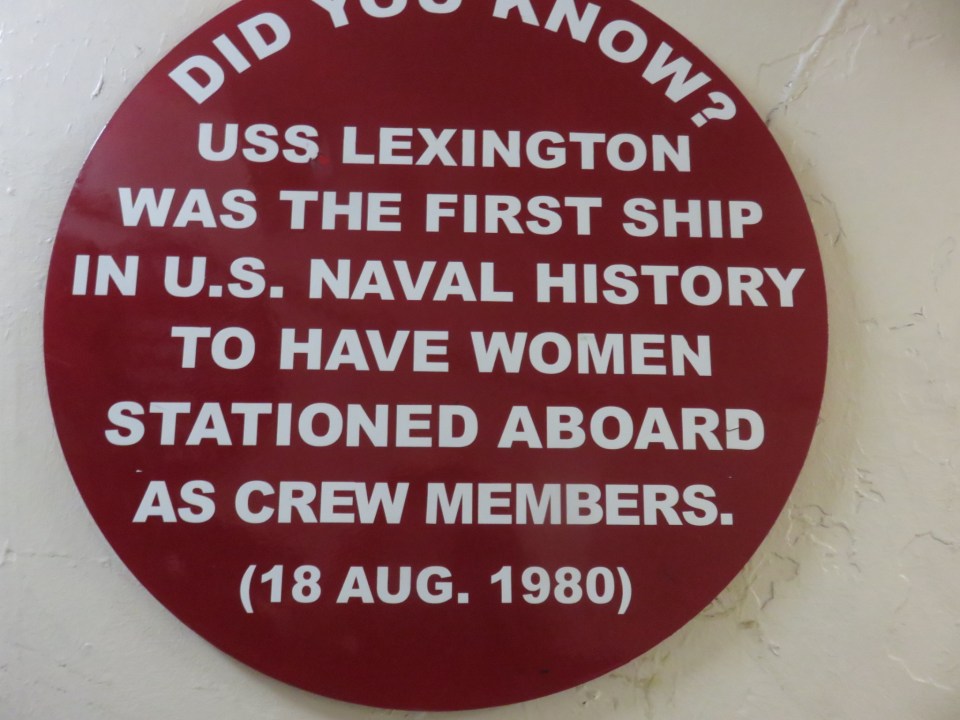 DID YOU KNOW?
USS LEXINGTON
WAS THE FIRST SHIP
IN U.S. NAVAL HISTORY
TO HAVE WOMEN
STATIONED ABOARD
AS CREW MEMBERS.
(18 AUG. 1980)